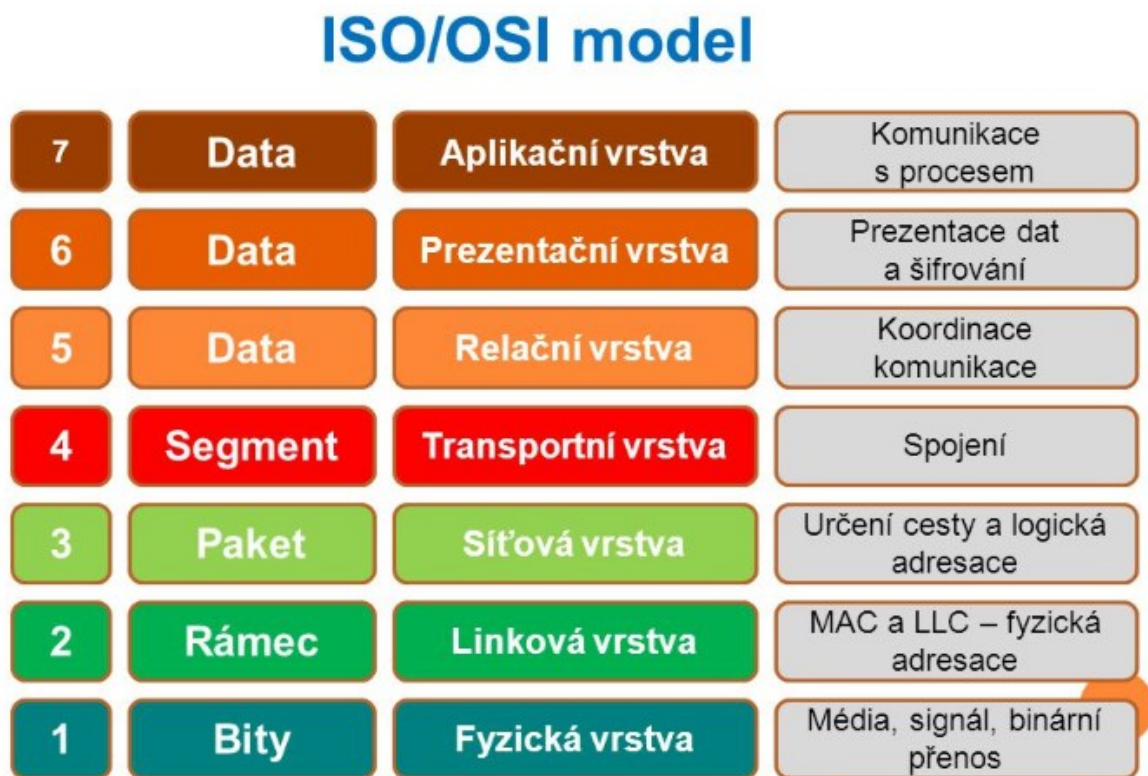 ISO/OSI model
7 Data Aplikační vrstva Komunikace
s procesem
6 Data Prezentační vrstva Prezentace dat
a šifrování
5 Data Relační vrstva Koordinace
komunikace
4 Segment Transportní vrstva Spojení
3 Paket Síťová vrstva Určení cesty a logická
adresace
2 Rámec Linková vrstva MAC a LLC – fyzická
adresace
1 Bity Fyzická vrstva Média, signál, binární
přenos